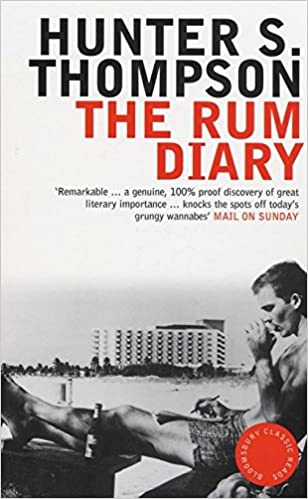 HUNTER S.
THOMPSON
THE RUM
DIARY
‘Remarkable ... a genuine, 100% proof discovery of great
literary importance ... knocks the spots off today's
grungy wannabes’ MAIL ON SUNDAY
BLOOMSBURY CLASSIC READS